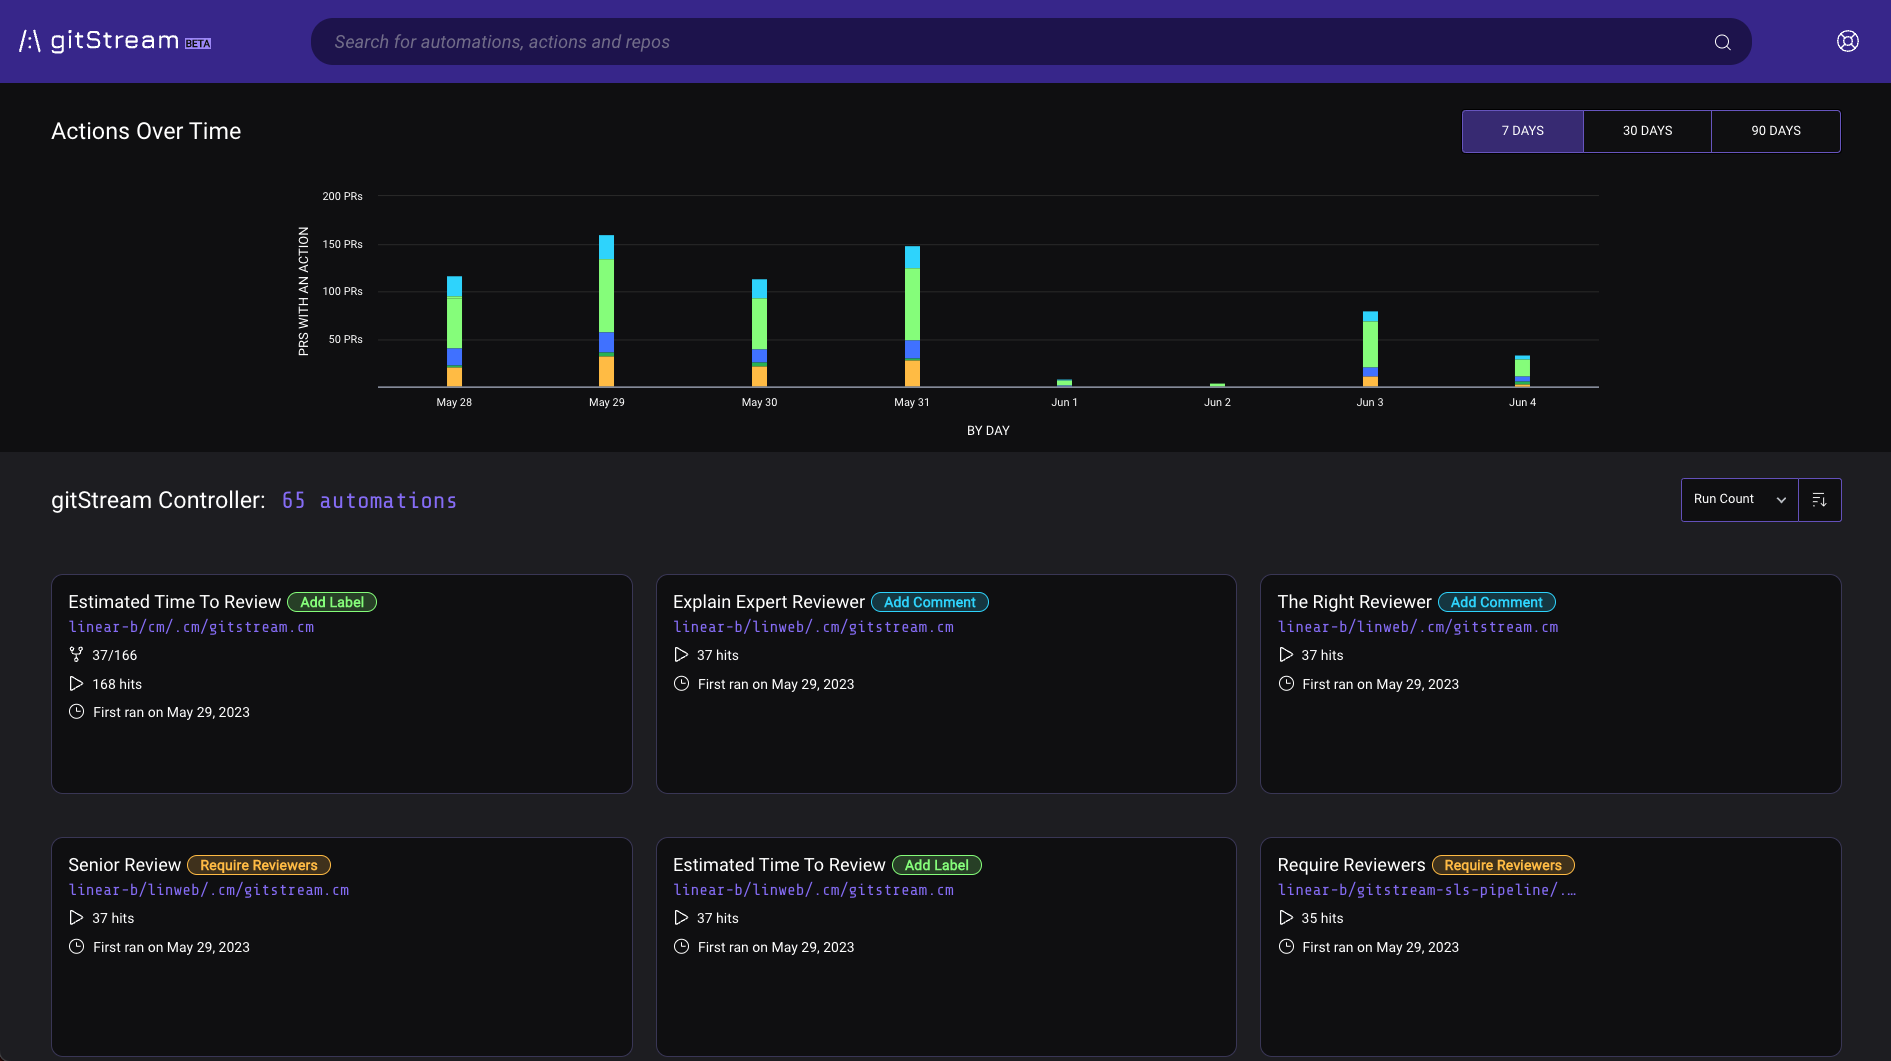 /:\ gitStream BETA
Search for automations, actions and repos
Actions Over Time
7 DAYS
30 DAYS
90 DAYS
PRS WITH AN ACTION
200 PRs
150 PRs
100 PRs
50 PRs
May 28
May 29
May 30
May 31
Jun 1
Jun 2
Jun 3
Jun 4
BY DAY
gitStream Controller: 65 automations
Run Count
Estimated Time To Review Add Label
linear-b/cm/.cm/gitstream.cm
37/166
168 hits
First ran on May 29, 2023
Explain Expert Reviewer Add Comment
linear-b/linweb/.cm/gitstream.cm
37 hits
First ran on May 29, 2023
The Right Reviewer Add Comment
linear-b/linweb/.cm/gitstream.cm
37 hits
First ran on May 29, 2023
Senior Review Require Reviewers
linear-b/linweb/.cm/gitstream.cm
37 hits
First ran on May 29, 2023
Estimated Time To Review Add Label
linear-b/linweb/.cm/gitstream.cm
37 hits
First ran on May 29, 2023
Require Reviewers Require Reviewers
linear-b/gitstream-sls-pipeline/.…
35 hits
First ran on May 29, 2023